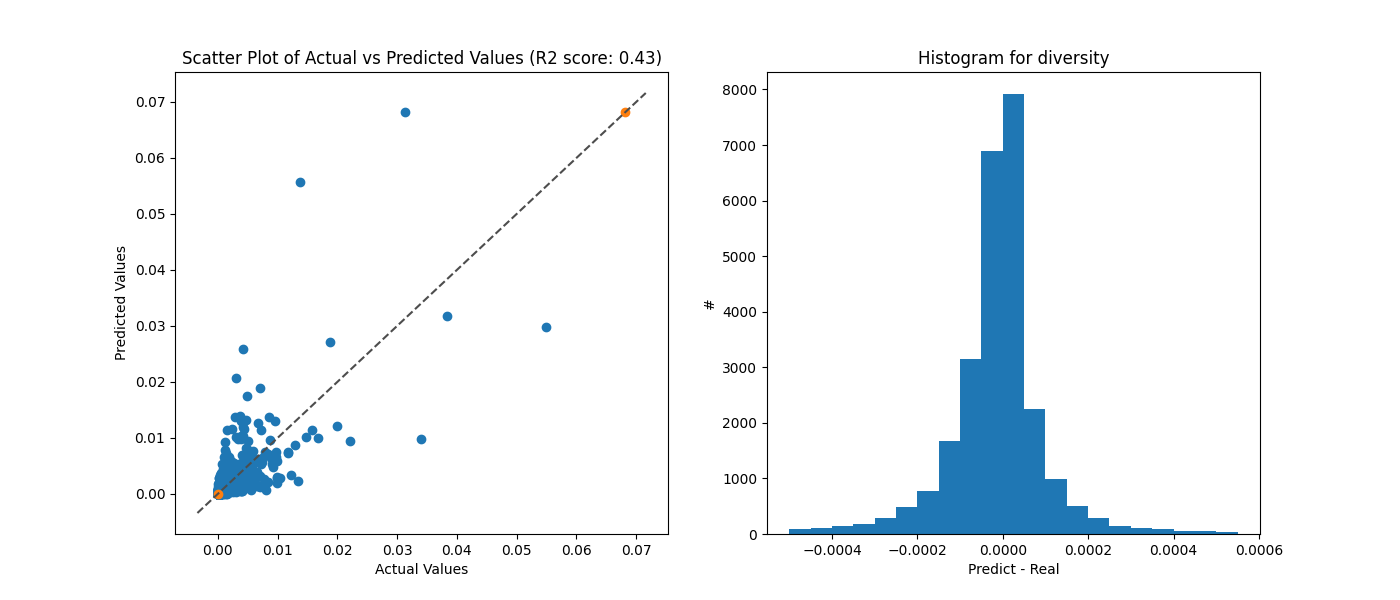 Scatter Plot of Actual vs Predicted Values (R2 score: 0.43)
Predicted Values
0.07
0.06
0.05
0.04
0.03
0.02
0.01
0.00
0.00 0.01 0.02 0.03 0.04 0.05 0.06 0.07
Actual Values
Histogram for diversity
#
8000
7000
6000
5000
4000
3000
2000
1000
0
−0.0004 −0.0002 0.0000 0.0002 0.0004 0.0006
Predict - Real